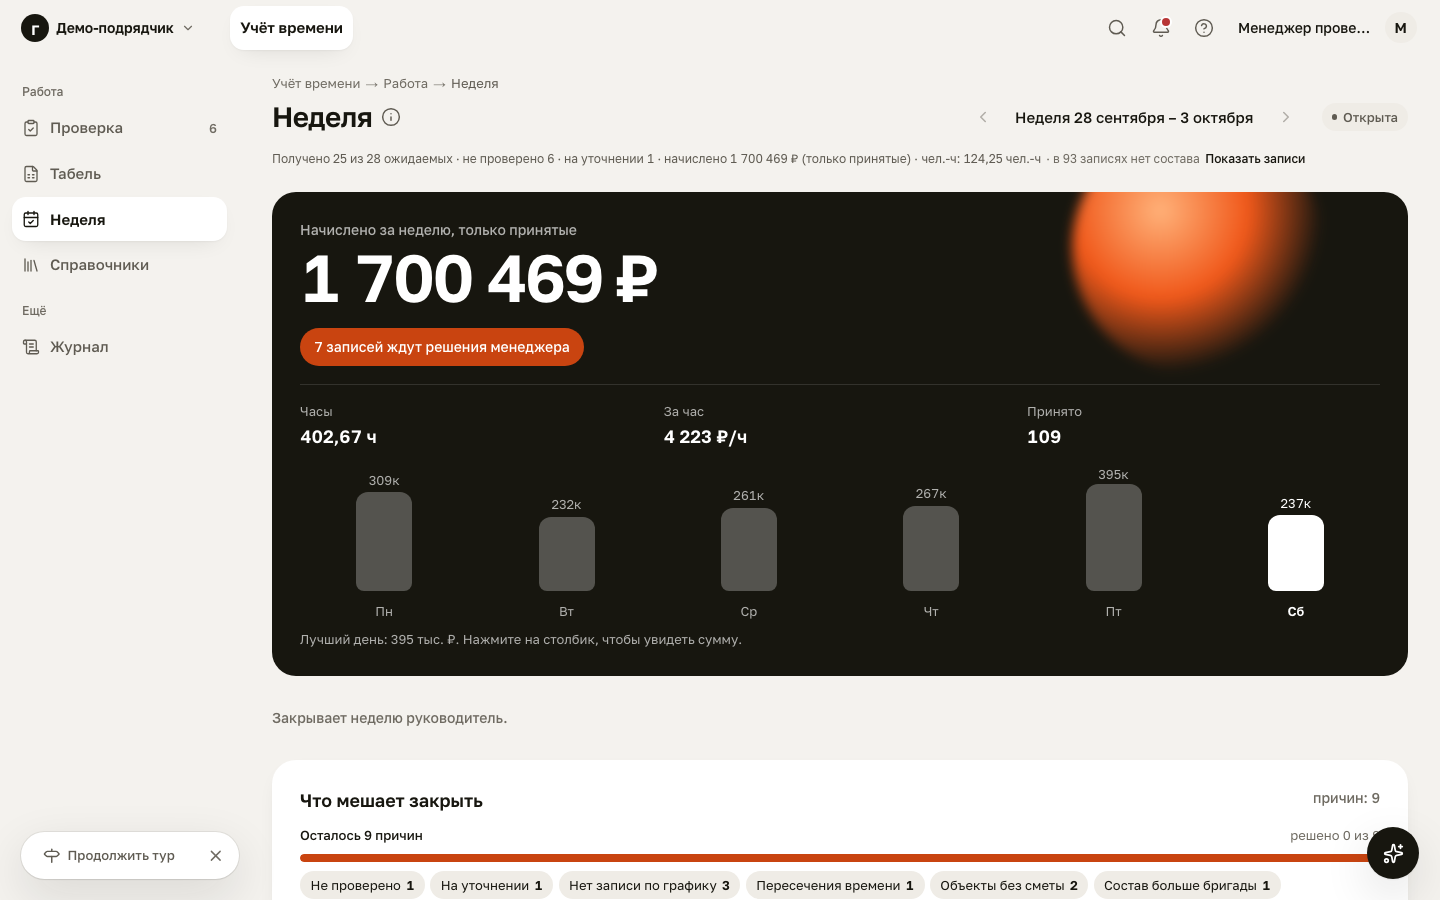 г Демо-подрядчик
Учёт времени
Менеджер прове... М
Работа
Проверка 6
Табель
Неделя
Справочники
Ещё
Журнал
Продолжить тур
Учёт времени → Работа → Неделя
Неделя
Неделя 28 сентября – 3 октября
Открыта
Получено 25 из 28 ожидаемых · не проверено 6 · на уточнении 1 · начислено 1 700 469 ₽ (только принятые) · чел.-ч: 124,25 чел.-ч · в 93 записях нет состава Показать записи
Начислено за неделю, только принятые
1 700 469 ₽
7 записей ждут решения менеджера
Часы За час Принято
402,67 ч 4 223 ₽/ч 109
309к 232к 261к 267к 395к 237к
Пн Вт Ср Чт Пт Сб
Лучший день: 395 тыс. ₽. Нажмите на столбик, чтобы увидеть сумму.
Закрывает неделю руководитель.
Что мешает закрыть причин: 9
Осталось 9 причин решено 0 из
Не проверено 1 На уточнении 1 Нет записи по графику 3 Пересечения времени 1 Объекты без сметы 2 Состав больше бригады 1